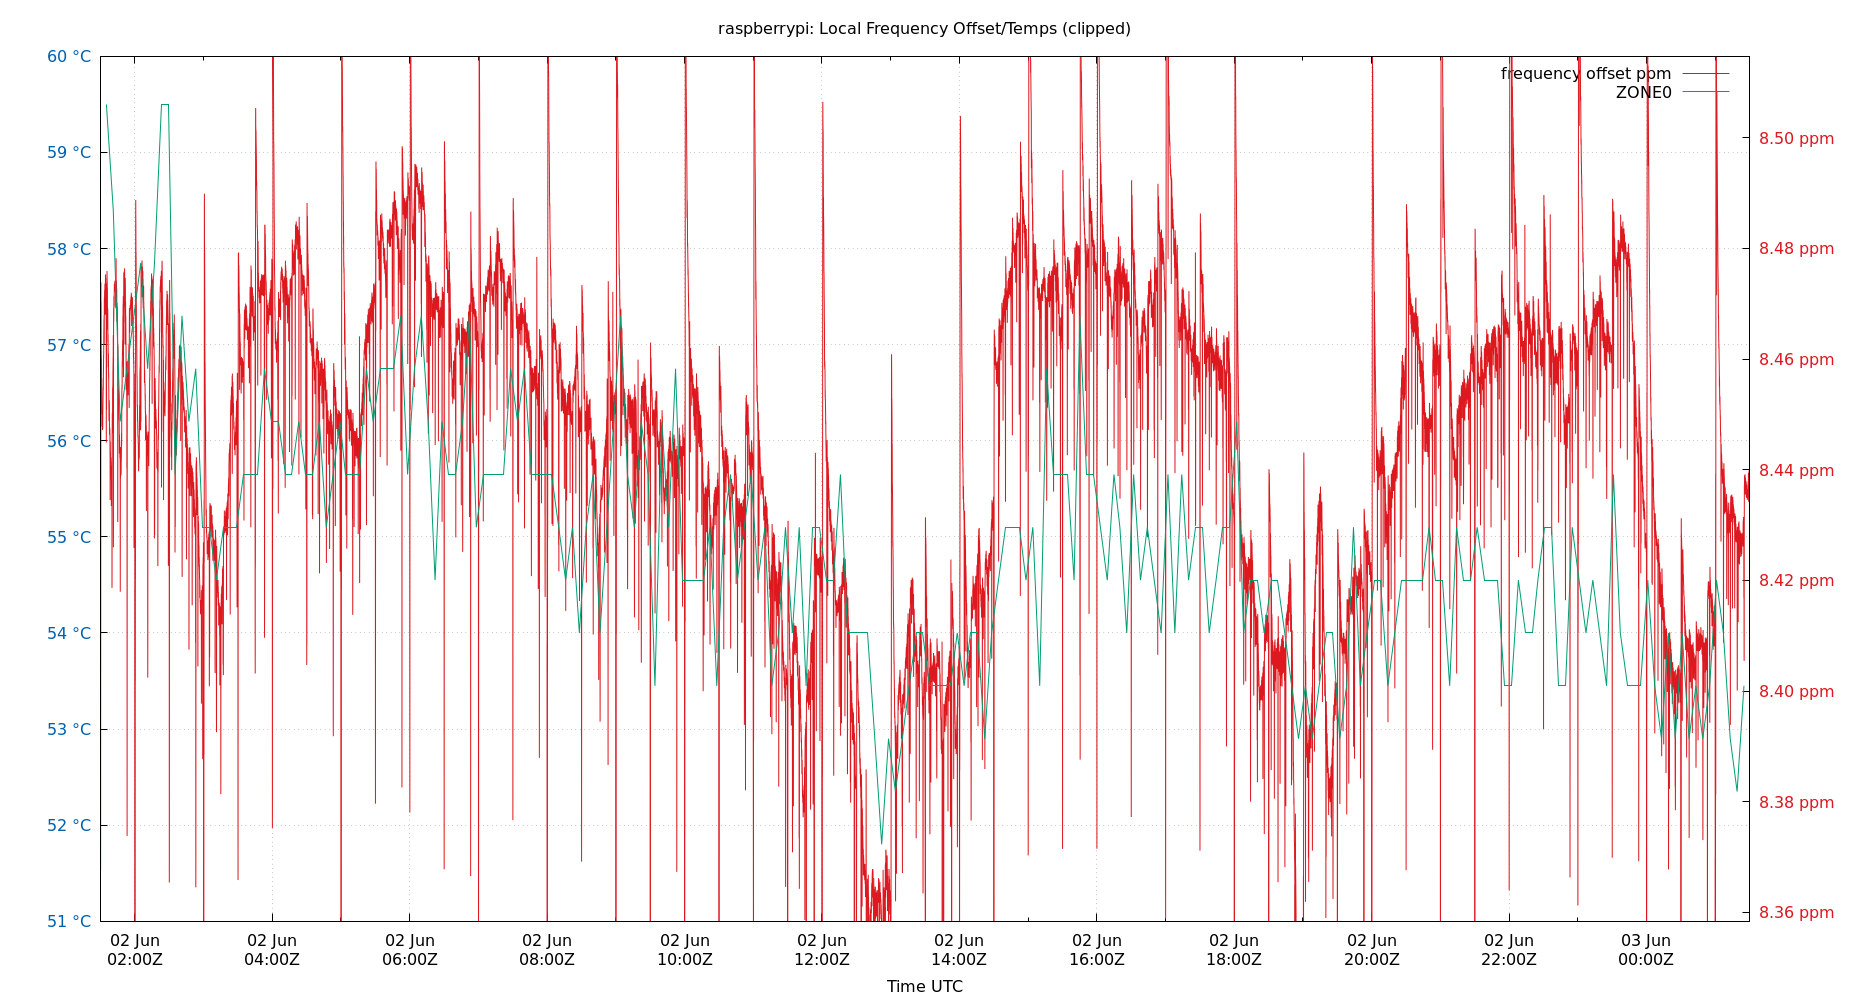 raspberrypi: Local Frequency Offset/Temps (clipped)
frequency offset ppm
ZONE0
60 °C
59 °C
58 °C
57 °C
56 °C
55 °C
54 °C
53 °C
52 °C
51 °C
8.50 ppm
8.48 ppm
8.46 ppm
8.44 ppm
8.42 ppm
8.40 ppm
8.38 ppm
8.36 ppm
02 Jun 02 Jun 02 Jun 02 Jun 02 Jun 02 Jun 02 Jun 02 Jun 02 Jun 02 Jun 02 Jun 03 Jun
02:00Z 04:00Z 06:00Z 08:00Z 10:00Z 12:00Z 14:00Z 16:00Z 18:00Z 20:00Z 22:00Z 00:00Z
Time UTC